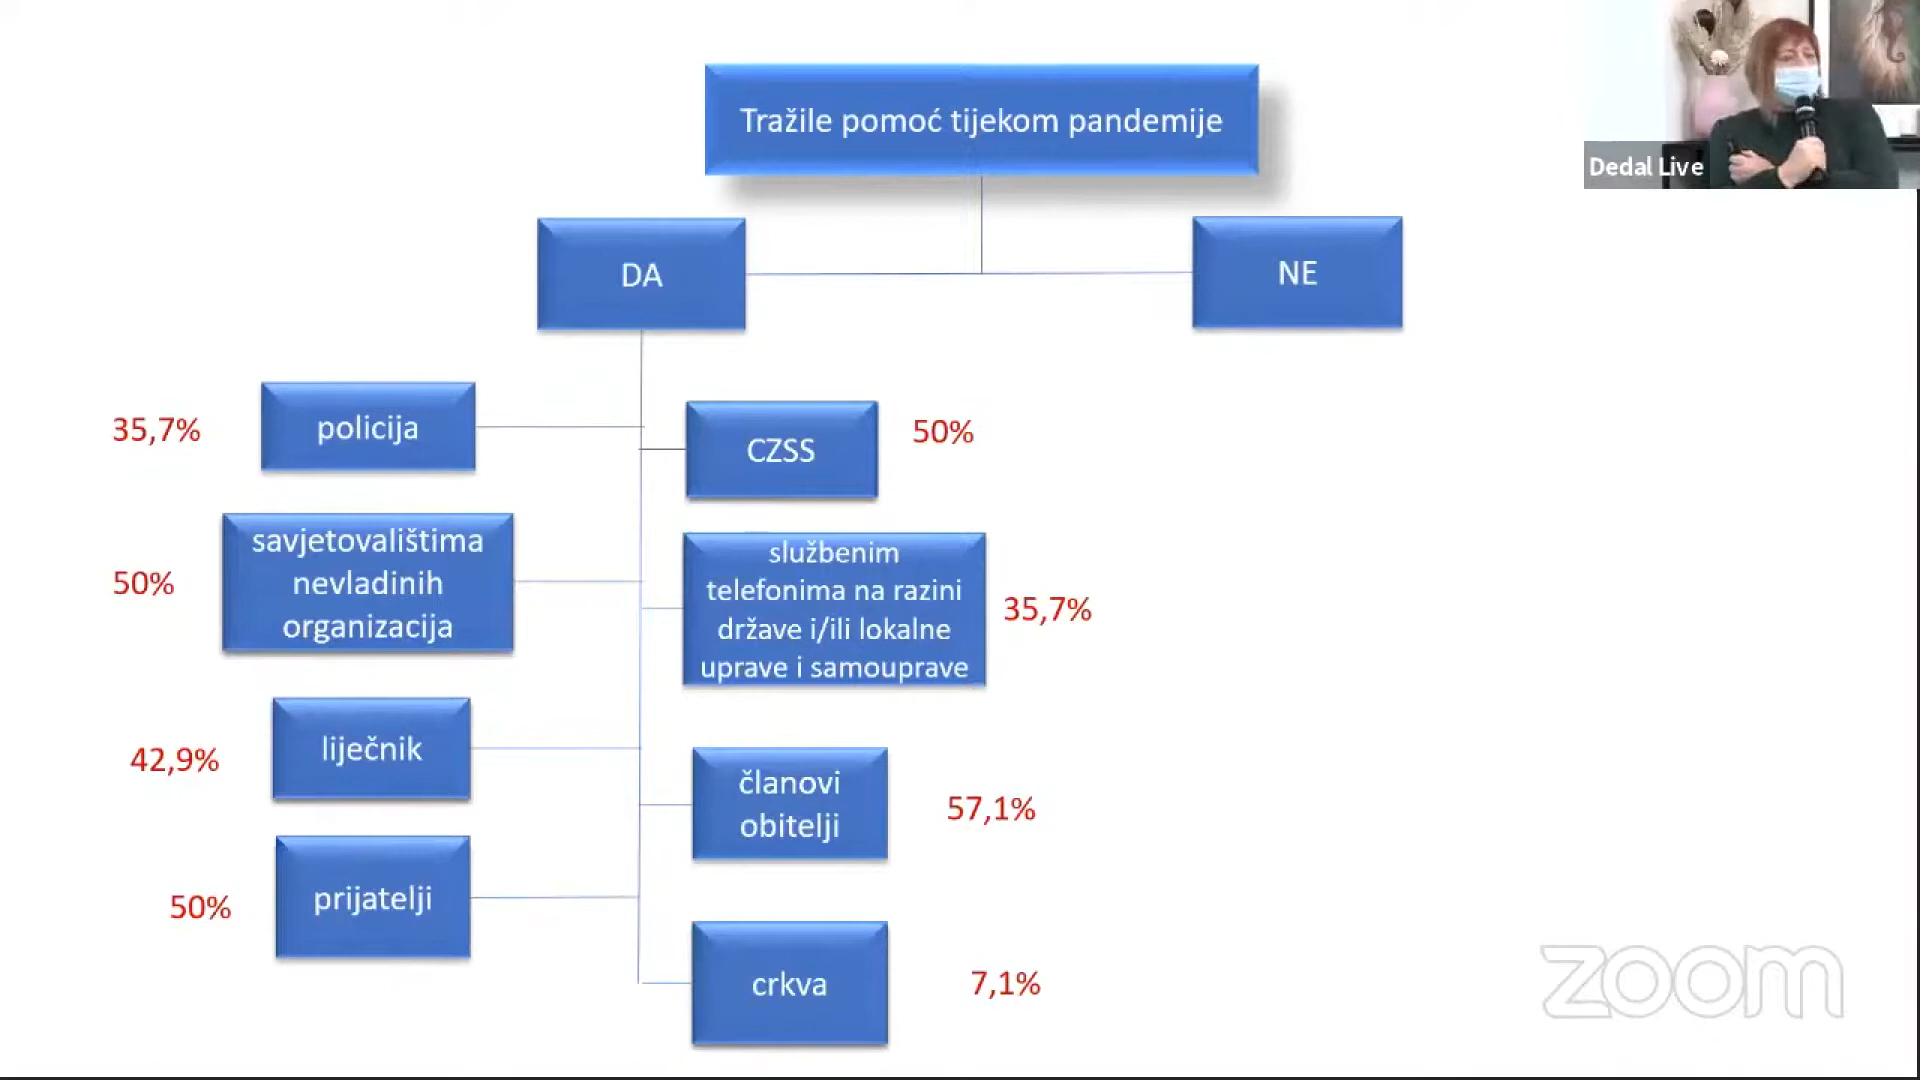 Tražile pomoć tijekom pandemije
Dedal Live
DA
NE
35,7%
policija
CZSS
50%
50%
savjetovalištima
nevladinih
organizacija
službenim
telefonima na razini
države i/ili lokalne
uprave i samouprave
35,7%
42,9%
liječnik
članovi
obitelji
57,1%
50%
prijatelji
crkva
7,1%
zoom